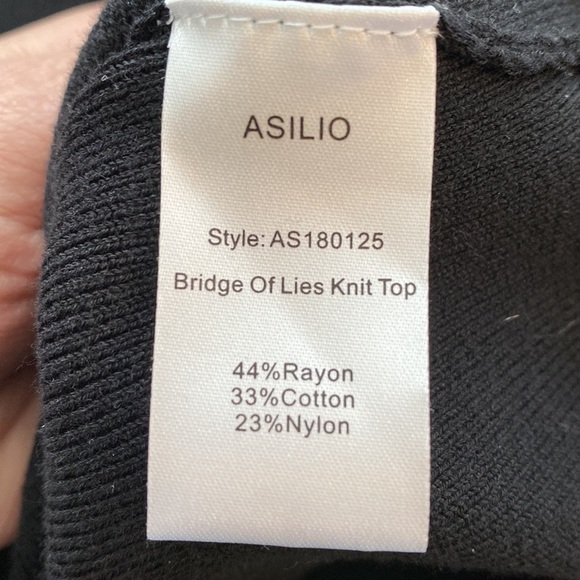 ASILIO
Style: AS180125
Bridge Of Lies Knit Top
44%Rayon
33%Cotton
23%Nylon